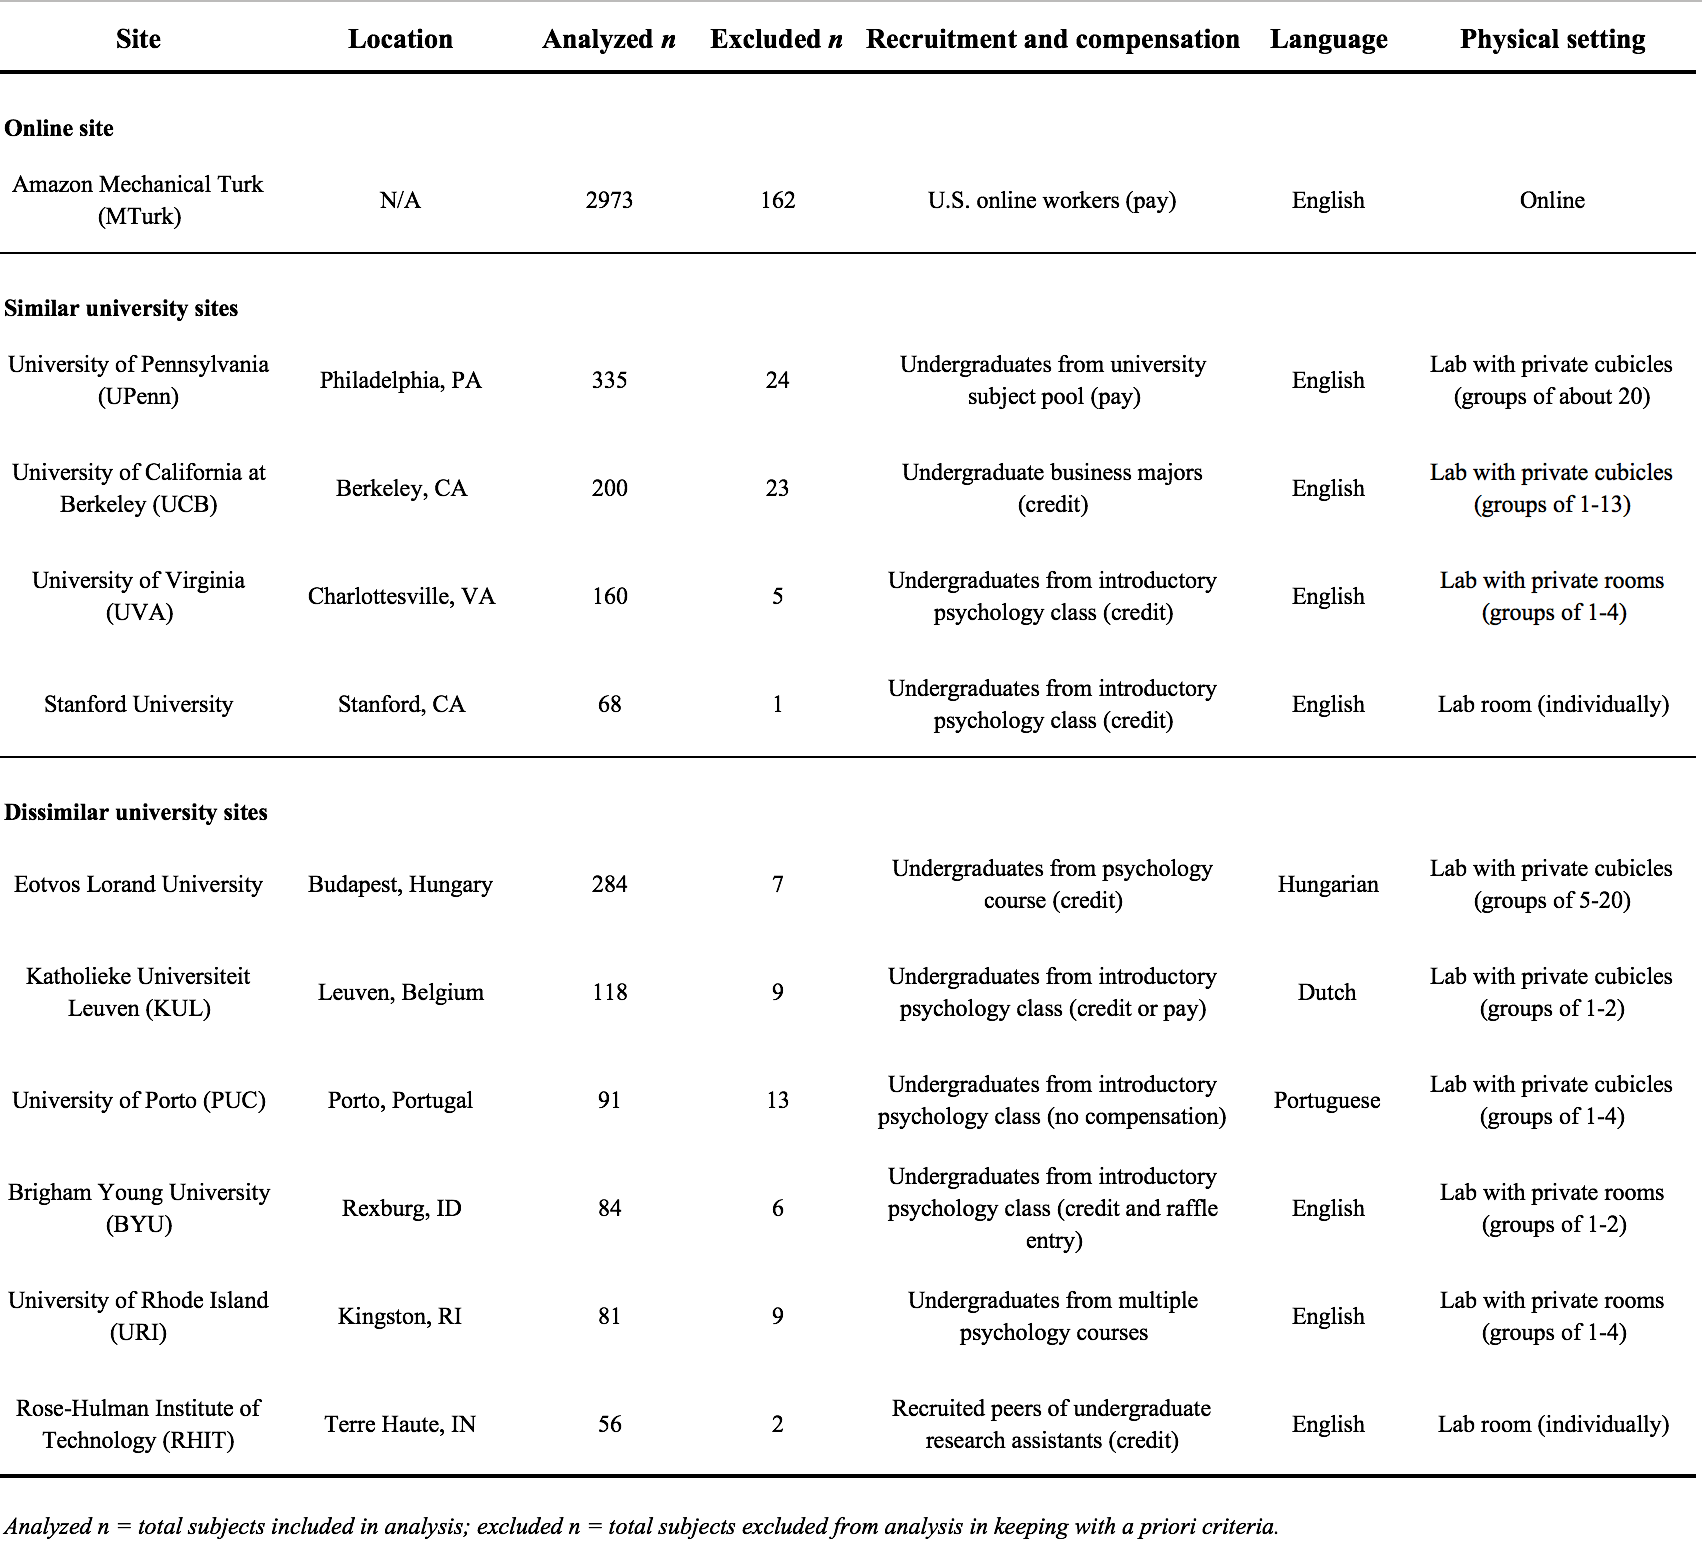 Site Location Analyzed n Excluded n Recruitment and compensation Language Physical setting
Online site
Amazon Mechanical Turk
(MTurk) N/A 2973 162 U.S. online workers (pay) English Online
Similar university sites
University of Pennsylvania
(UPenn) Philadelphia, PA 335 24 Undergraduates from university
subject pool (pay) English Lab with private cubicles
(groups of about 20)
University of California at
Berkeley (UCB) Berkeley, CA 200 23 Undergraduate business majors
(credit) English Lab with private cubicles
(groups of 1-13)
University of Virginia
(UVA) Charlottesville, VA 160 5 Undergraduates from introductory
psychology class (credit) English Lab with private rooms
(groups of 1-4)
Stanford University Stanford, CA 68 1 Undergraduates from introductory
psychology class (credit) English Lab room (individually)
Dissimilar university sites
Eotvos Lorand University Budapest, Hungary 284 7 Undergraduates from psychology
course (credit) Hungarian Lab with private cubicles
(groups of 5-20)
Katholieke Universiteit
Leuven (KUL) Leuven, Belgium 118 9 Undergraduates from introductory
psychology class (credit or pay) Dutch Lab with private cubicles
(groups of 1-2)
University of Porto (PUC) Porto, Portugal 91 13 Undergraduates from introductory
psychology class (no compensation) Portuguese Lab with private cubicles
(groups of 1-4)
Brigham Young University
(BYU) Rexburg, ID 84 6 Undergraduates from introductory
psychology class (credit and raffle
entry) English Lab with private rooms
(groups of 1-2)
University of Rhode Island
(URI) Kingston, RI 81 9 Undergraduates from multiple
psychology courses English Lab with private rooms
(groups of 1-4)
Rose-Hulman Institute of
Technology (RHIT) Terre Haute, IN 56 2 Recruited peers of undergraduate
research assistants (credit) English Lab room (individually)
Analyzed n = total subjects included in analysis; excluded n = total subjects excluded from analysis in keeping with a priori criteria.